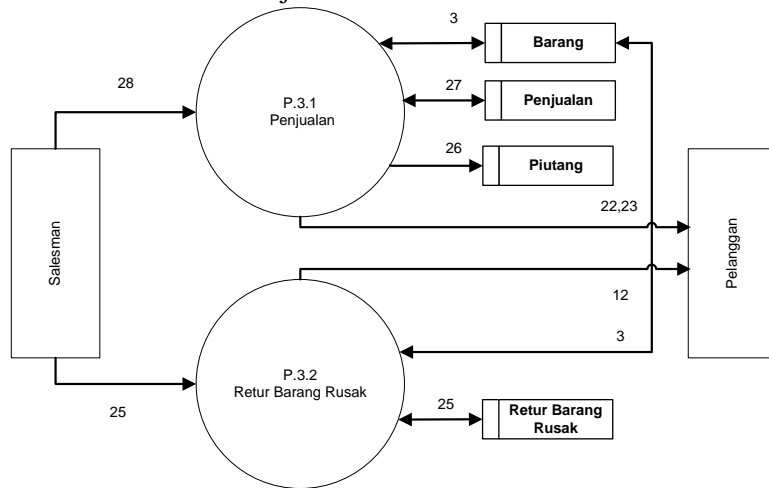 3
Barang
28
P.3.1
Penjualan
27
Penjualan
26
Piutang
Salesman
22,23
Pelanggan
12
3
P.3.2
Retur Barang Rusak
25
25
Retur Barang
Rusak